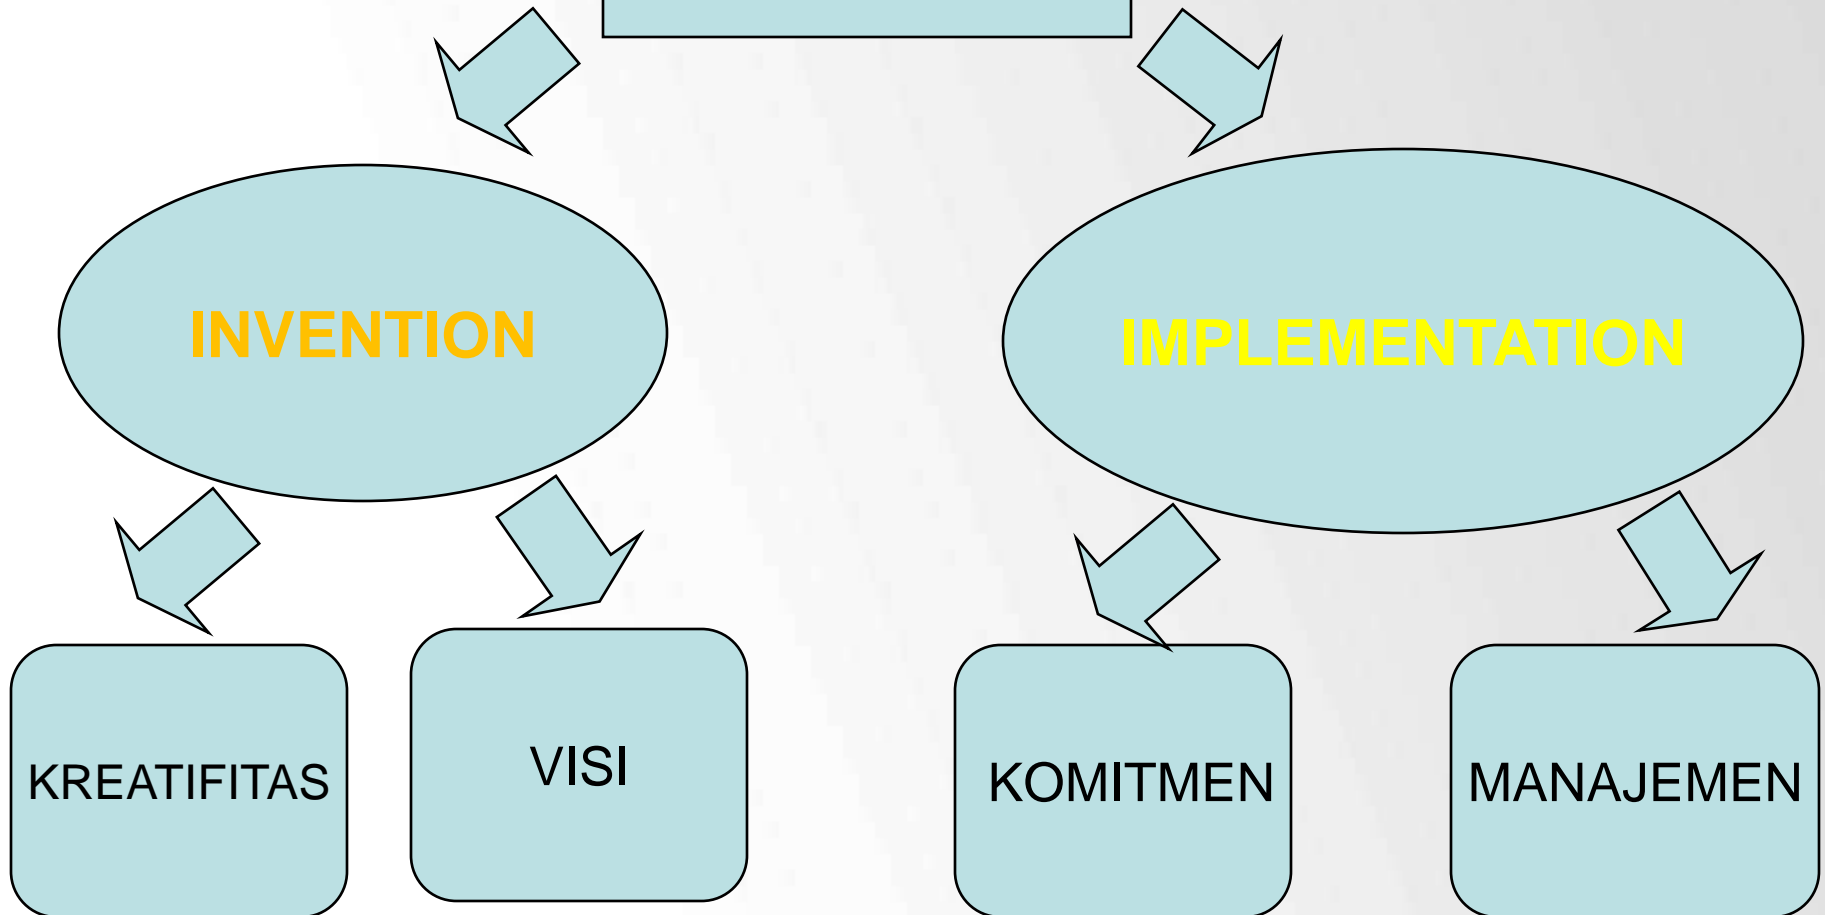 INVENTION
IMPLEMENTATION
KREATIFITAS
VISI
KOMITMEN
MANAJEMEN